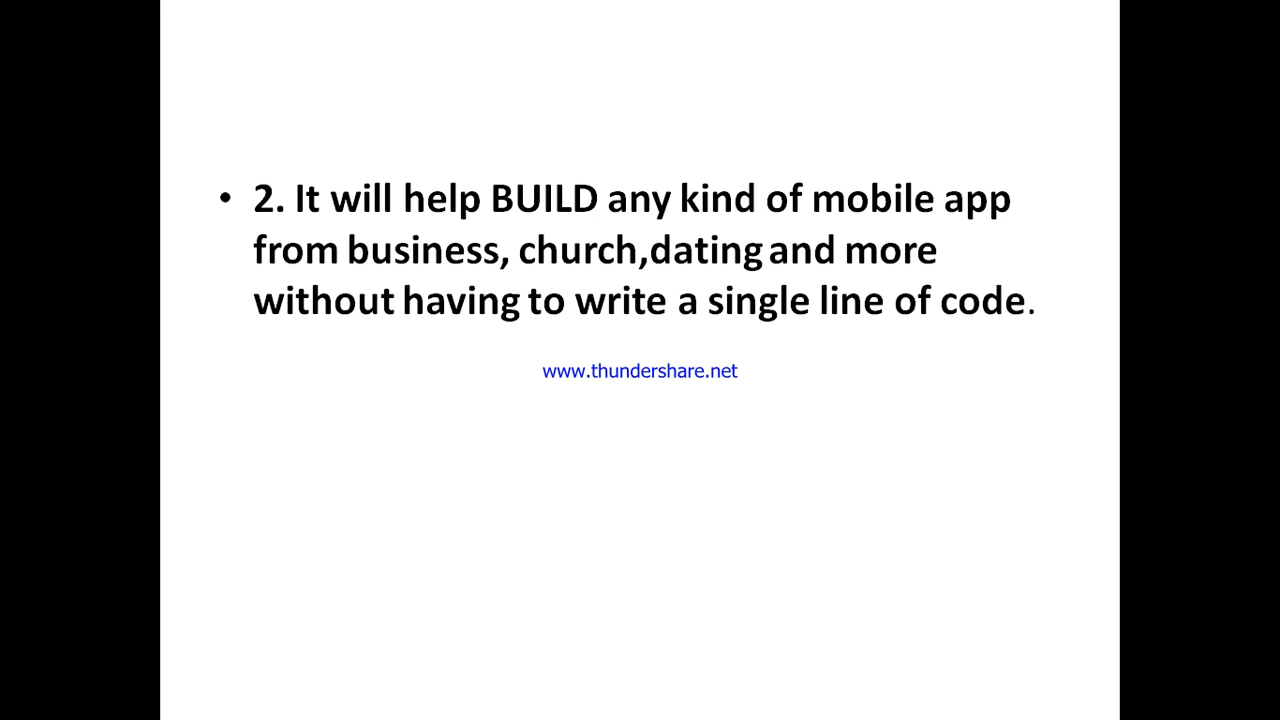 • 2. It will help BUILD any kind of mobile app
from business, church,dating and more
without having to write a single line of code.
www.thundershare.net